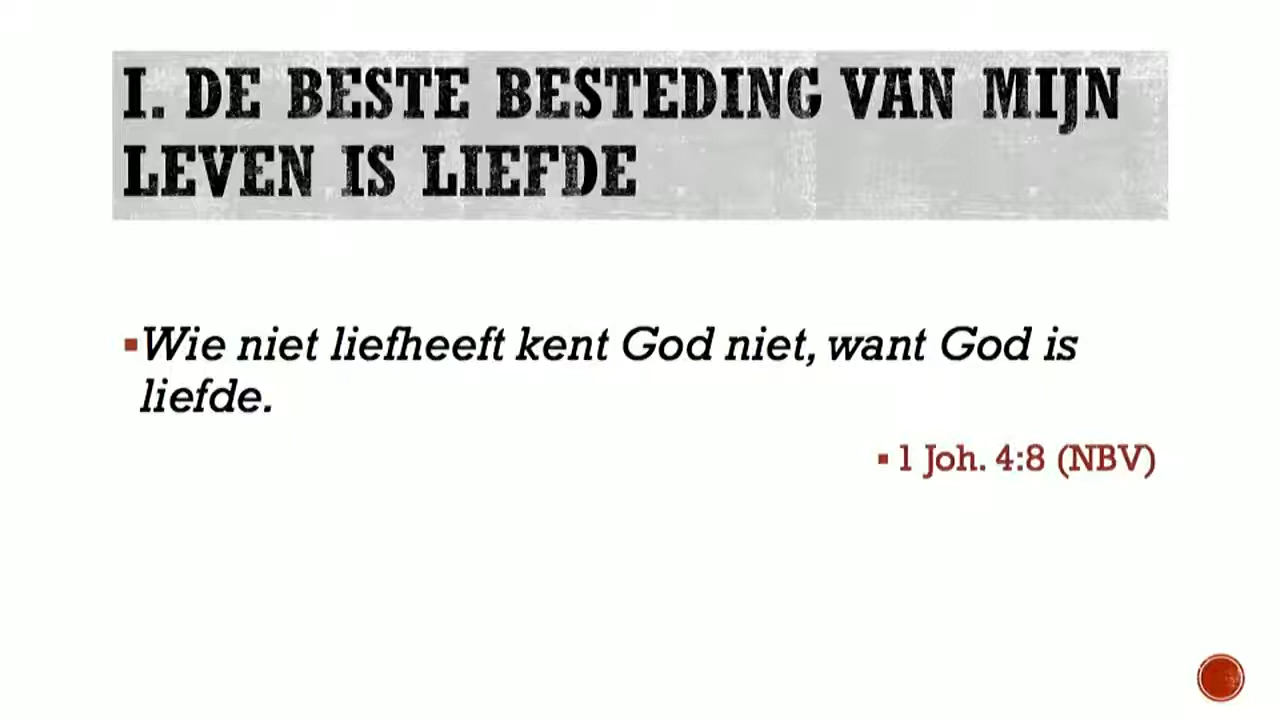 I. DE BESTE BESTEDING VAN MIJN
LEVEN IS LIEFDE
▪Wie niet liefheeft kent God niet, want God is
liefde.
▪ 1 Joh. 4:8 (NBV)